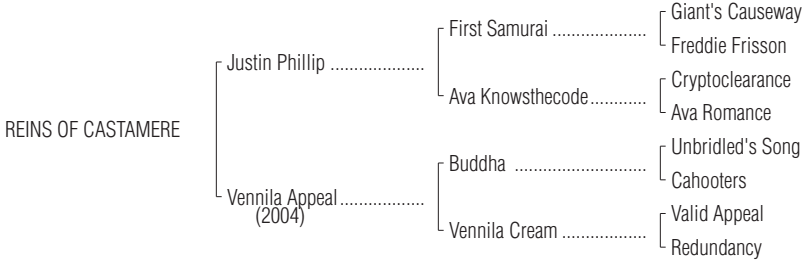 Giant's Causeway
First Samurai ....................
Freddie Frisson
Justin Phillip ....................
Cryptoclearance
Ava Knowsthecode............
Ava Romance
REINS OF CASTAMERE
Unbridled's Song
Buddha ............................
Cahooters
Vennila Appeal..................
(2004)
Valid Appeal
Vennila Cream ..................
Redundancy